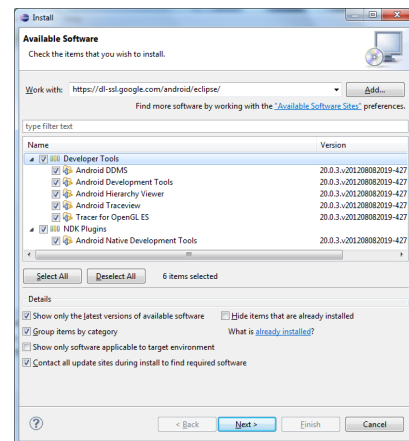 Install
Available Software
Check the items that you wish to install.
Work with: https://dl-ssl.google.com/android/eclipse/ Add...
Find more software by working with the "Available Software Sites" preferences.
type filter text
Name Version
Developer Tools
Android DDMS 20.0.3.v201208082019-427
Android Development Tools 20.0.3.v201208082019-427
Android Hierarchy Viewer 20.0.3.v201208082019-427
Android Traceview 20.0.3.v201208082019-427
Tracer for OpenGL ES 20.0.3.v201208082019-427
NDK Plugins
Android Native Development Tools 20.0.3.v201208082019-427
Select All Deselect All 6 items selected
Details
Show only the latest versions of available software Hide items that are already installed
Group items by category What is already installed?
Show only software applicable to target environment
Contact all update sites during install to find required software
? < Back Next > Finish Cancel